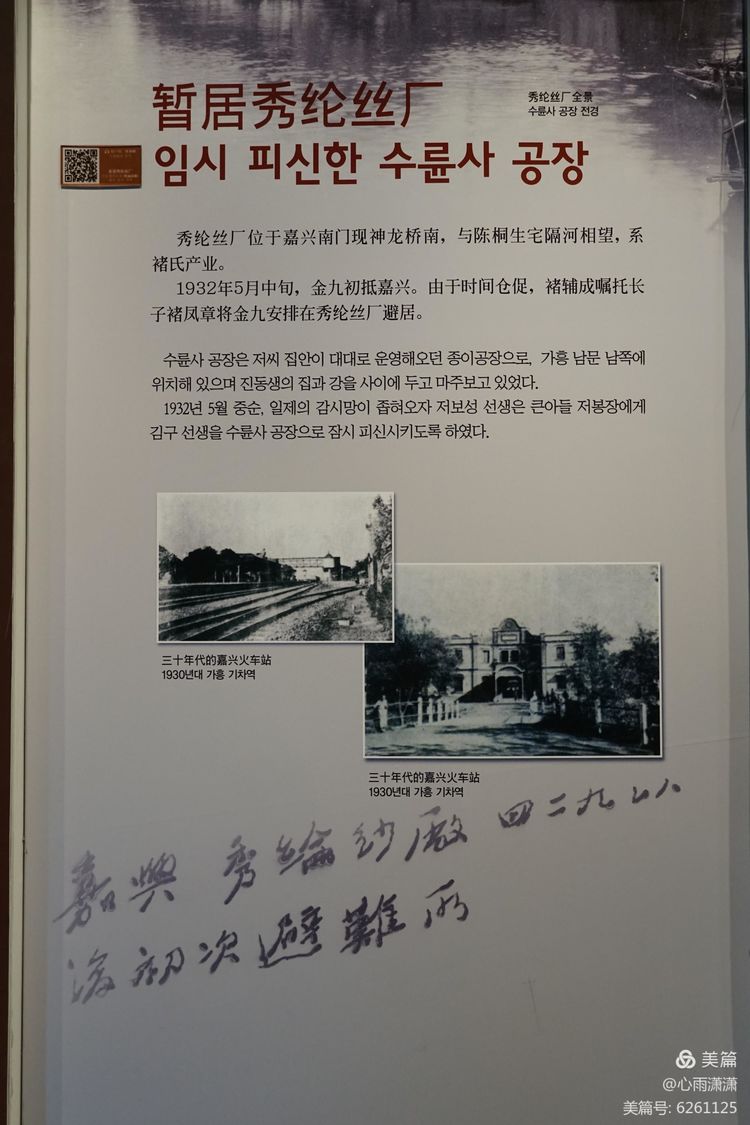 暂居秀纶丝厂
임시 피신한 수륜사 공장
秀纶丝厂全景
수륜사 공장 전경
秀纶丝厂位于嘉兴南门现神龙桥南，与陈桐生宅隔河相望，系
褚氏产业。
1932年5月中旬，金九初抵嘉兴。由于时间仓促，褚辅成嘱托长
子褚凤章将金九安排在秀纶丝厂避居。
수륜사 공장은 저씨 집안이 대대로 운영해오던 종이공장으로, 가흥 남문 남쪽에
위치해 있으며 진동생의 집과 강을 사이에 두고 마주보고 있었다.
1932년 5월 중순, 일제의 감시망이 좁혀오자 저보성 선생은 큰아들 저봉장에게
김구 선생을 수륜사 공장으로 잠시 피신시키도록 하였다.
三十年代的嘉兴火车站
1930년대 가흥 기차역
三十年代的嘉兴火车站
1930년대 가흥 기차역
嘉興 秀綸紗廠 四二九以
後初次避難所
美篇
@心雨潇潇
美篇号: 6261125